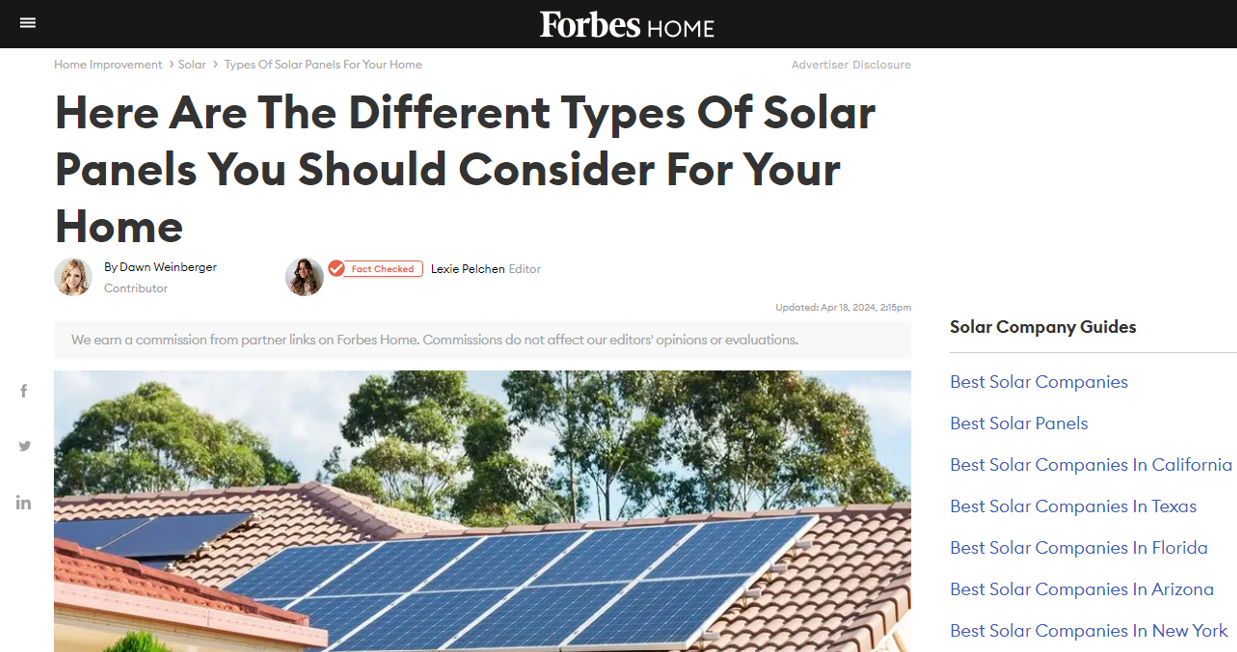 Forbes HOME
Home Improvement > Solar > Types Of Solar Panels For Your Home
Advertiser Disclosure
Here Are The Different Types Of Solar
Panels You Should Consider For Your
Home
By Dawn Weinberger
Contributor
Fact Checked
Lexie Pelchen Editor
Updated: Apr 18, 2024, 2:15pm
We earn a commission from partner links on Forbes Home. Commissions do not affect our editors' opinions or evaluations.
f
in
Solar Company Guides
Best Solar Companies
Best Solar Panels
Best Solar Companies In California
Best Solar Companies In Texas
Best Solar Companies In Florida
Best Solar Companies In Arizona
Best Solar Companies In New York